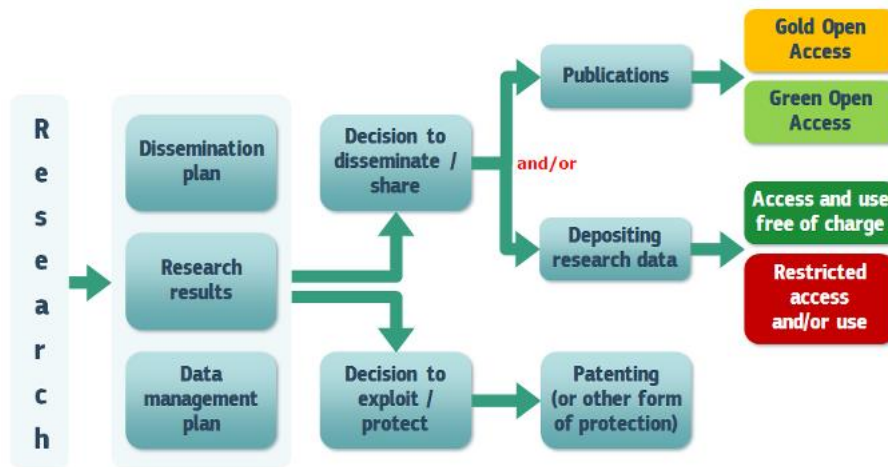 Research
Dissemination
plan
Research
results
Data
management
plan
Decision to
disseminate /
share
Decision to
exploit /
protect
and/or
Publications
Depositing
research data
Patenting
(or other form
of protection)
Gold Open
Access
Green Open
Access
Access and use
free of charge
Restricted
access
and/or use